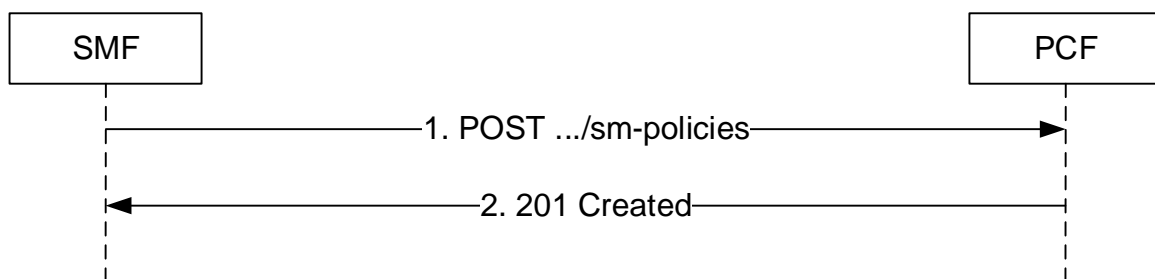 SMF
PCF
1. POST .../sm-policies
2. 201 Created